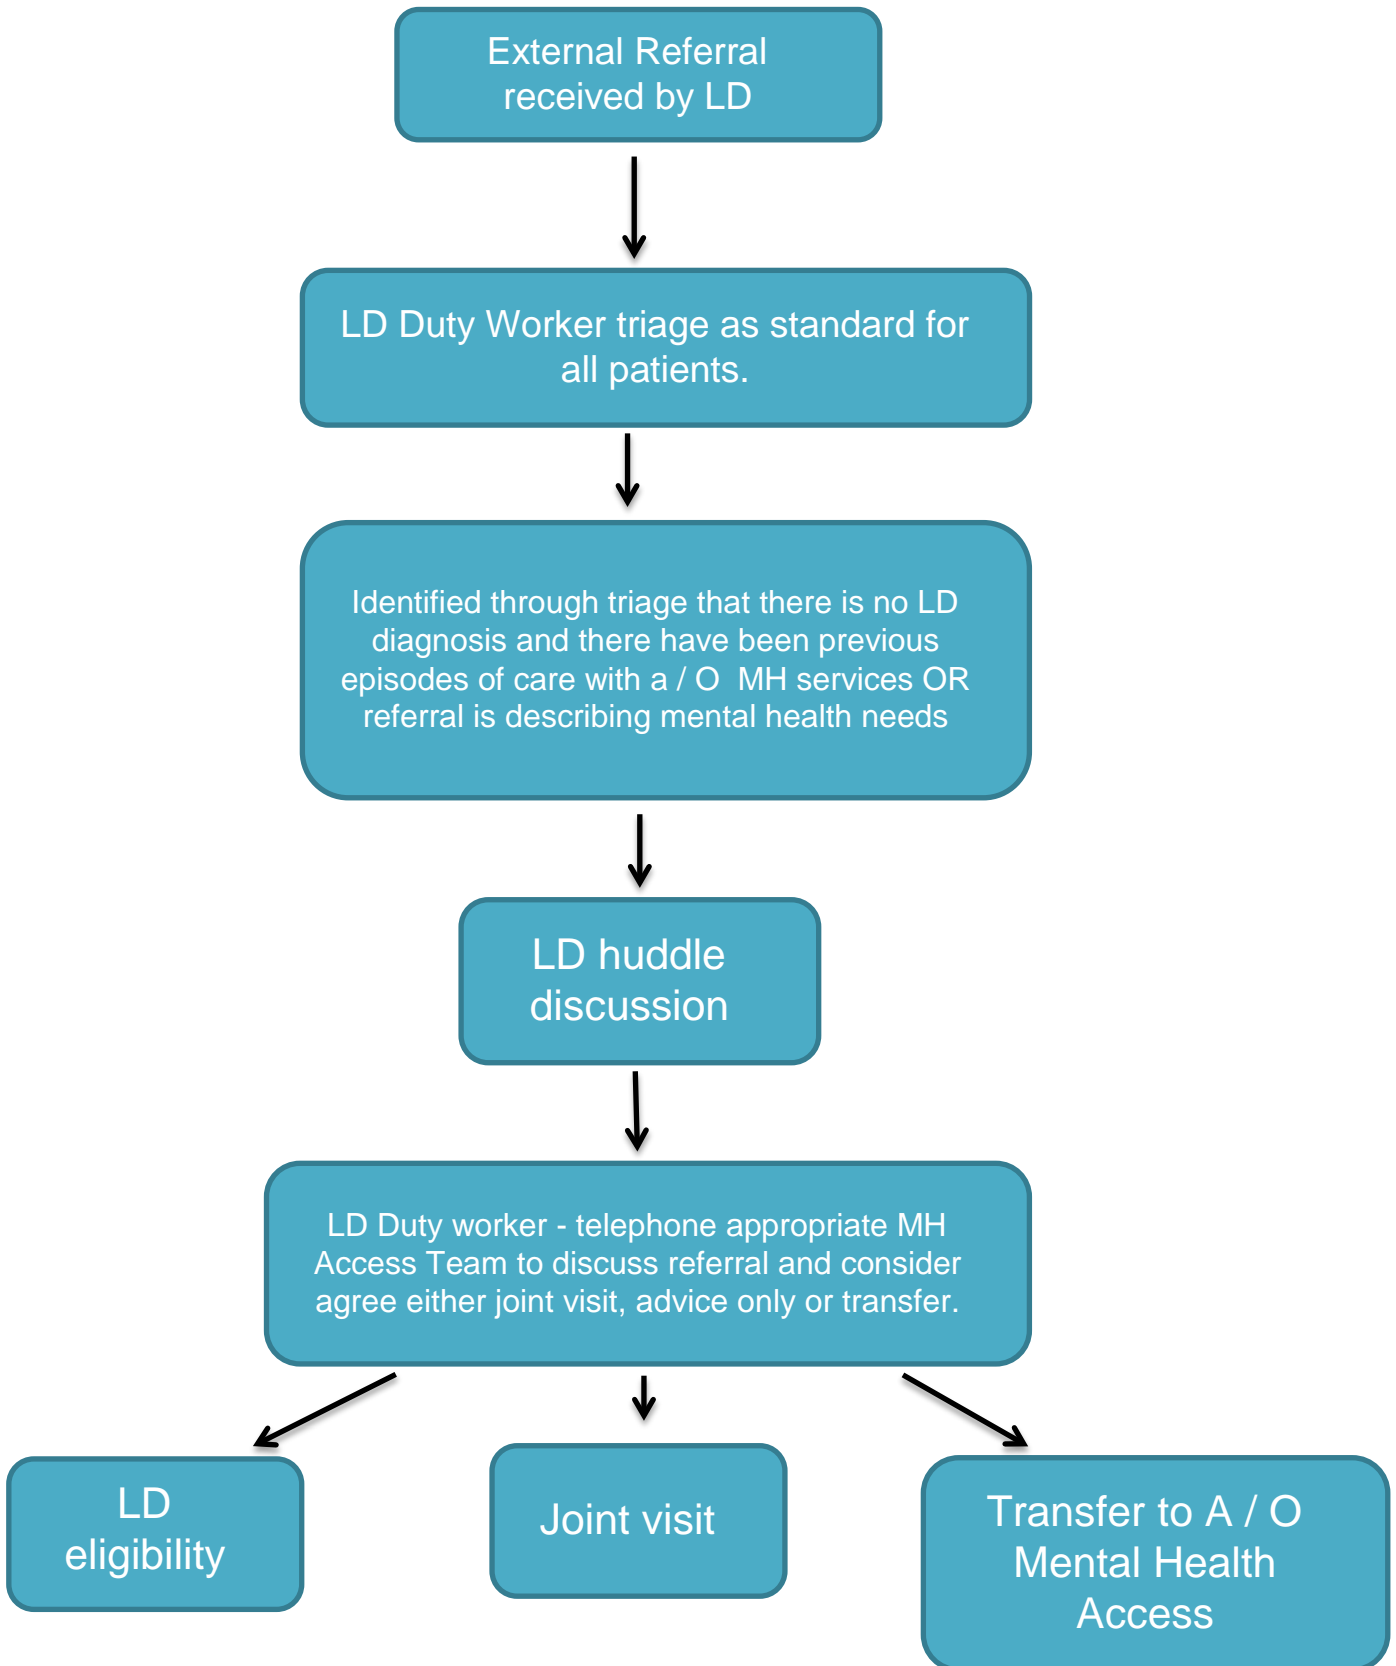 External Referral
received by LD
LD Duty Worker triage as standard for
all patients.
Identified through triage that there is no LD
diagnosis and there have been previous
episodes of care with a / O  MH services OR
referral is describing mental health needs
LD huddle
discussion
LD Duty worker - telephone appropriate MH
Access Team to discuss referral and consider
agree either joint visit, advice only or transfer.
LD
eligibility
Joint visit
Transfer to A / O
Mental Health
Access